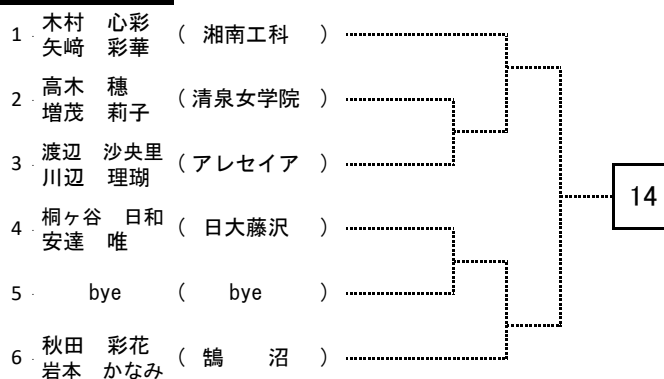 1 木村 心彩 矢﨑 彩華 ( 湘南工科 )
2 高木 穂 増茂 莉子 ( 清泉女学院 )
3 渡辺 沙央里 川辺 理瑚 ( アレセイア )
4 桐ヶ谷 日和 安達 唯 ( 日大藤沢 )
5 bye ( bye )
6 秋田 彩花 岩本 かなみ ( 鵠 沼 )
14